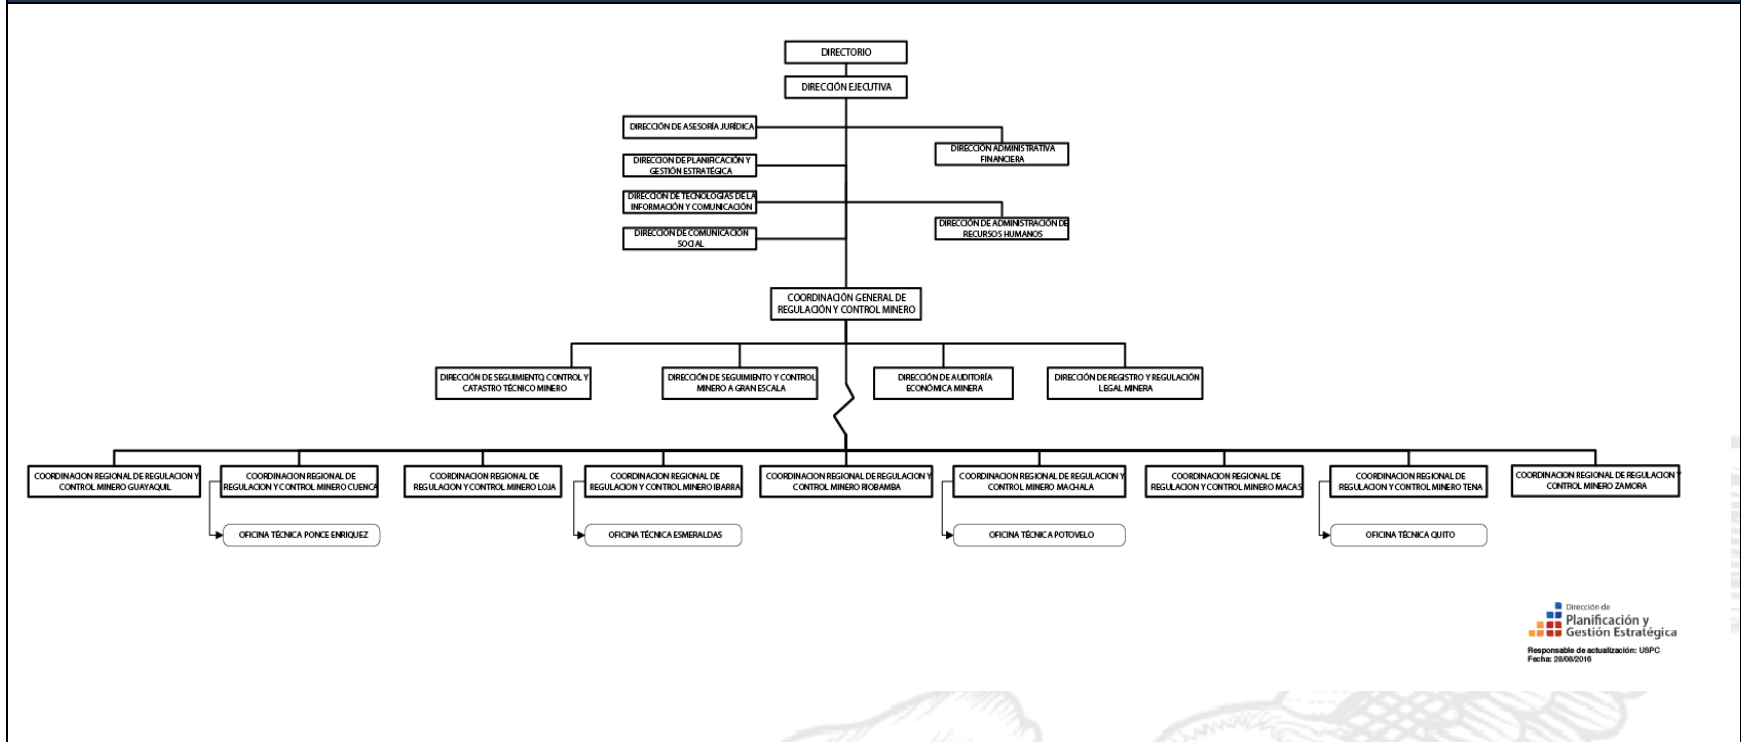 DIRECTORIO
DIRECCIÓN EJECUTIVA
DIRECCIÓN DE ASESORÍA JURÍDICA
DIRECCIÓN ADMINISTRATIVA
FINANCIERA
DIRECCION DE PLANIFICACIÓN Y
GESTIÓN ESTRATÉGICA
DIRECCIÓN DE TECNOLOGÍAS DE LA
INFORMACIÓN Y COMUNICACIÓN
DIRECCIÓN DE ADMINISTRACIÓN DE
RECURSOS HUMANOS
DIRECCIÓN DE COMUNICACIÓN
SOCIAL
COORDINACIÓN GENERAL DE
REGULACIÓN Y CONTROL MINERO
DIRECCIÓN DE SEGUIMIENTO, CONTROL Y
CATASTRO TÉCNICO MINERO
DIRECCIÓN DE SEGUIMIENTO Y CONTROL
MINERO A GRAN ESCALA
DIRECCIÓN DE AUDITORÍA
ECONÓMICA MINERA
DIRECCIÓN DE REGISTRO Y REGULACIÓN
LEGAL MINERA
COORDINACION REGIONAL DE REGULACION Y
CONTROL MINERO GUAYAQUIL
COORDINACION REGIONAL DE
REGULACION Y CONTROL MINERO CUENCA
COORDINACION REGIONAL DE
REGULACION Y CONTROL MINERO LOJA
COORDINACION REGIONAL DE
REGULACION Y CONTROL MINERO IBARRA
COORDINACION REGIONAL DE REGULACION Y
CONTROL MINERO RIOBAMBA
COORDINACION REGIONAL DE REGULACION Y
CONTROL MINERO MACHALA
COORDINACION REGIONAL DE
REGULACION Y CONTROL MINERO MACAS
COORDINACION REGIONAL DE
REGULACION Y CONTROL MINERO TENA
COORDINACION REGIONAL DE REGULACION Y
CONTROL MINERO ZAMORA
OFICINA TÉCNICA PONCE ENRIQUEZ
OFICINA TÉCNICA ESMERALDAS
OFICINA TÉCNICA POTOVELO
OFICINA TÉCNICA QUITO
Dirección de
Planificación y
Gestión Estratégica
Responsable de actualización: USPC
Fecha: 28/08/2016